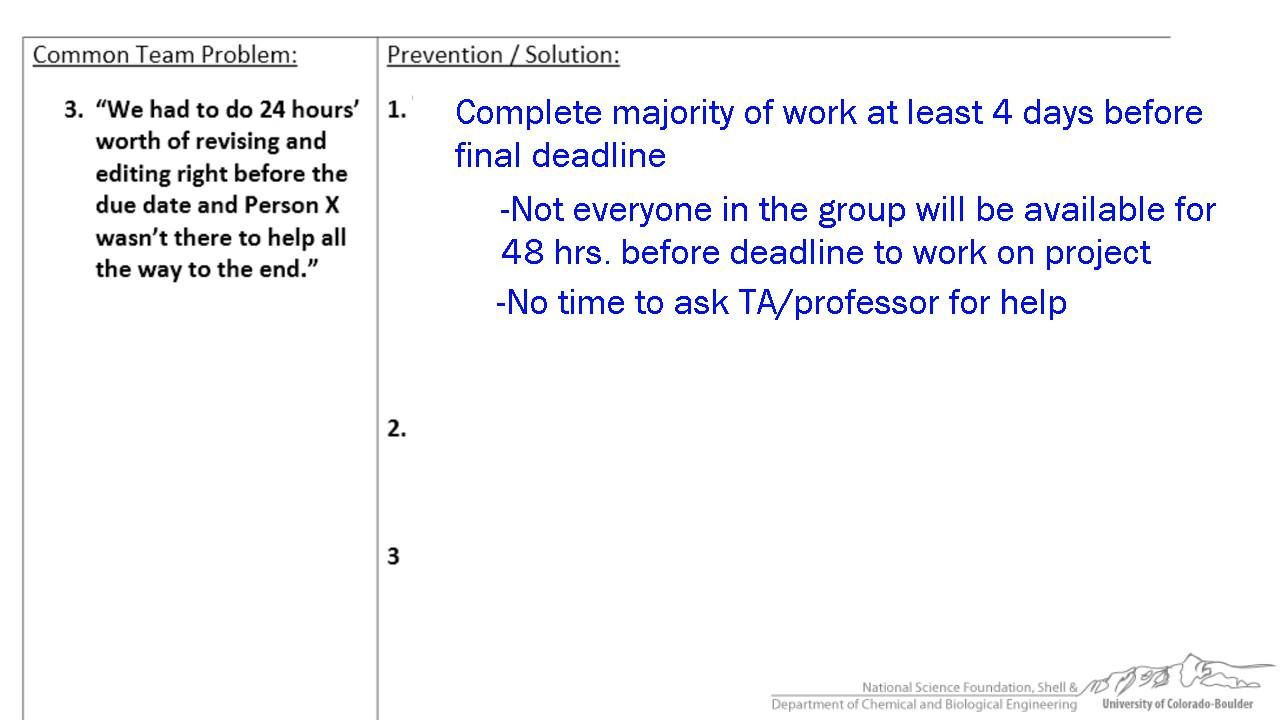 Common Team Problem:
3. “We had to do 24 hours’
worth of revising and
editing right before the
due date and Person X
wasn’t there to help all
the way to the end.”
Prevention / Solution:
1. Complete majority of work at least 4 days before
final deadline
-Not everyone in the group will be available for
48 hrs. before deadline to work on project
-No time to ask TA/professor for help
2.
3
National Science Foundation, Shell &
Department of Chemical and Biological Engineering
University of Colorado-Boulder